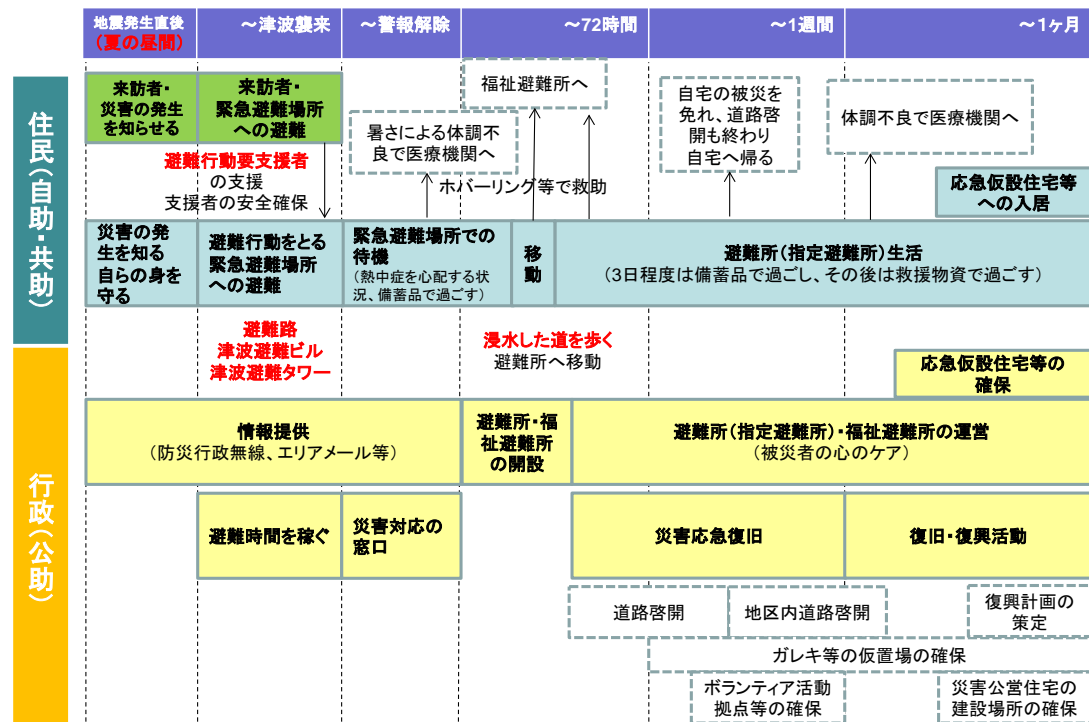 地震発生直後
(夏の昼間)
～津波襲来
～警報解除
～72時間
～1週間
～1ヶ月
住民(自助・共助)
来訪者・
災害の発生
を知らせる
来訪者・
緊急避難場所
への避難
避難行動要支援者
の支援
支援者の安全確保
暑さによる体調不
良で医療機関へ
福祉避難所へ
ホバーリング等で救助
自宅の被災を
免れ、道路啓
開も終わり
自宅へ帰る
体調不良で医療機関へ
応急仮設住宅等
への入居
災害の発
生を知る
自らの身を
守る
避難行動をとる
緊急避難場所
への避難
緊急避難場所での
待機
(熱中症を心配する状
況、備蓄品で過ごす)
移動
避難所(指定避難所)生活
(3日程度は備蓄品で過ごし、その後は救援物資で過ごす)
避難路
津波避難ビル
津波避難タワー
浸水した道を歩く
避難所へ移動
行政(公助)
応急仮設住宅等の
確保
情報提供
(防災行政無線、エリアメール等)
避難所・福
祉避難所
の開設
避難所(指定避難所)・福祉避難所の運営
(被災者の心のケア)
避難時間を稼ぐ
災害対応の
窓口
災害応急復旧
復旧・復興活動
道路啓開
地区内道路啓開
復興計画の
策定
ガレキ等の仮置場の確保
ボランティア活動
拠点等の確保
災害公営住宅の
建設場所の確保